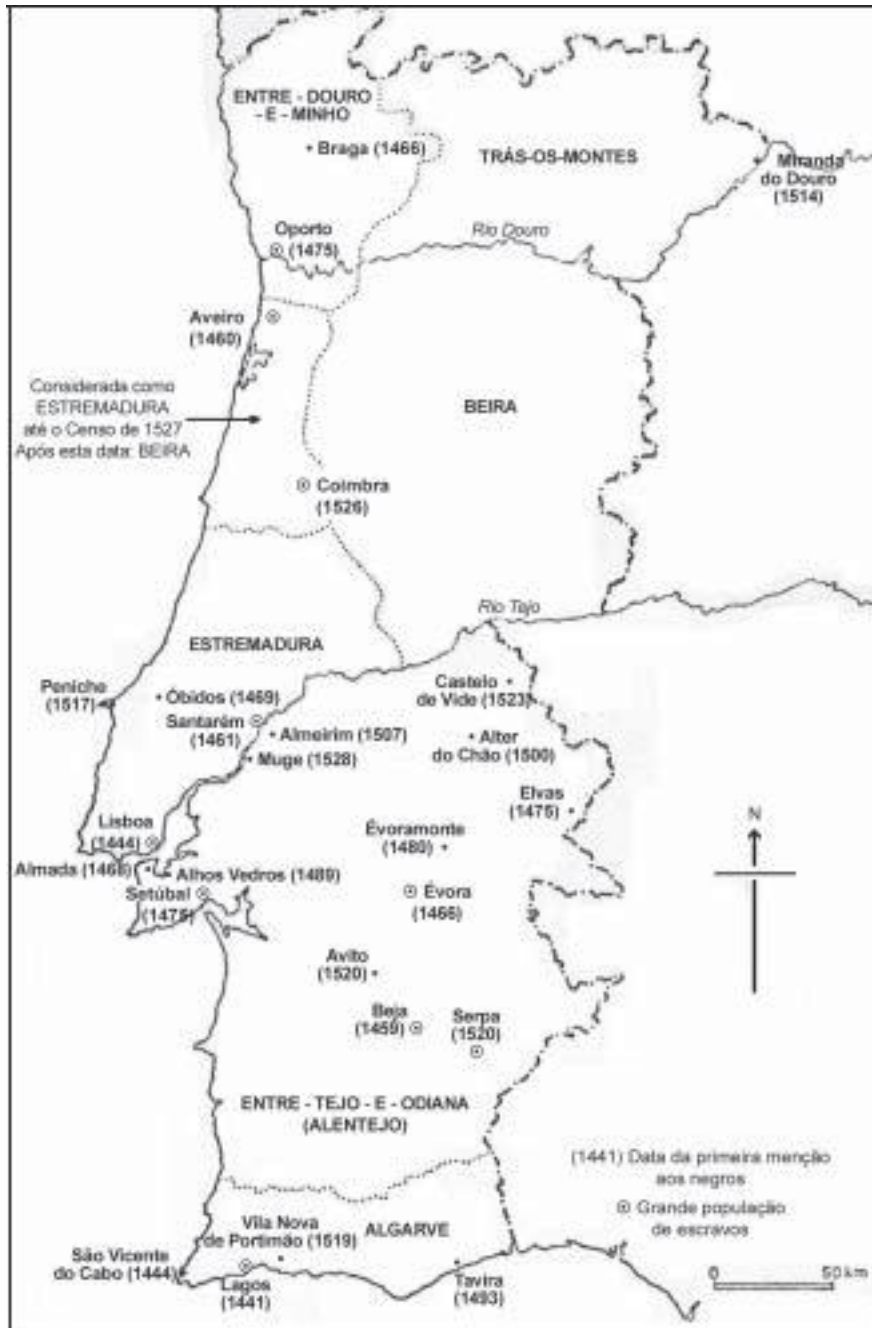 ENTRE - DOURO
- E - MINHO
Braga (1466)
TRÁS-OS-MONTES
Miranda
do Douro
(1514)
Oporto
(1475)
Rio Douro
Aveiro
(1460)
Considerada como
ESTREMADURA
até o Censo de 1527
Após esta data: BEIRA
BEIRA
Coimbra
(1526)
Rio Tejo
ESTREMADURA
Peniche
(1517)
Óbidos (1469)
Castelo
de Vide (1523)
Santarém
(1461)
Almeirim (1507)
Alter
do Chão (1500)
Muge (1528)
Elvas
(1475)
Lisboa
(1444)
Évoramonte
(1480)
Almada (1468)
Alhos Vedros (1489)
Setúbal
(1475)
Évora
(1466)
N
Avito
(1520)
Beja
(1459)
Serpa
(1520)
ENTRE - TEJO - E - ODIANA
(ALENTEJO)
(1441) Data da primeira menção
aos negros
Grande população
de escravos
Vila Nova
de Portimão (1519)
ALGARVE
São Vicente
do Cabo (1444)
Lagos
(1441)
Tavira
(1493)
0 50 km